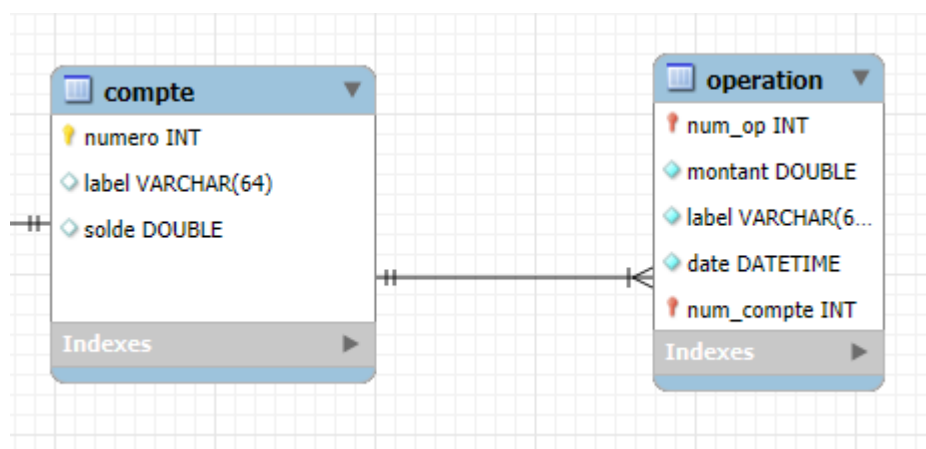 compte
numero INT
label VARCHAR(64)
solde DOUBLE
Indexes
operation
num_op INT
montant DOUBLE
label VARCHAR(6...
date DATETIME
num_compte INT
Indexes